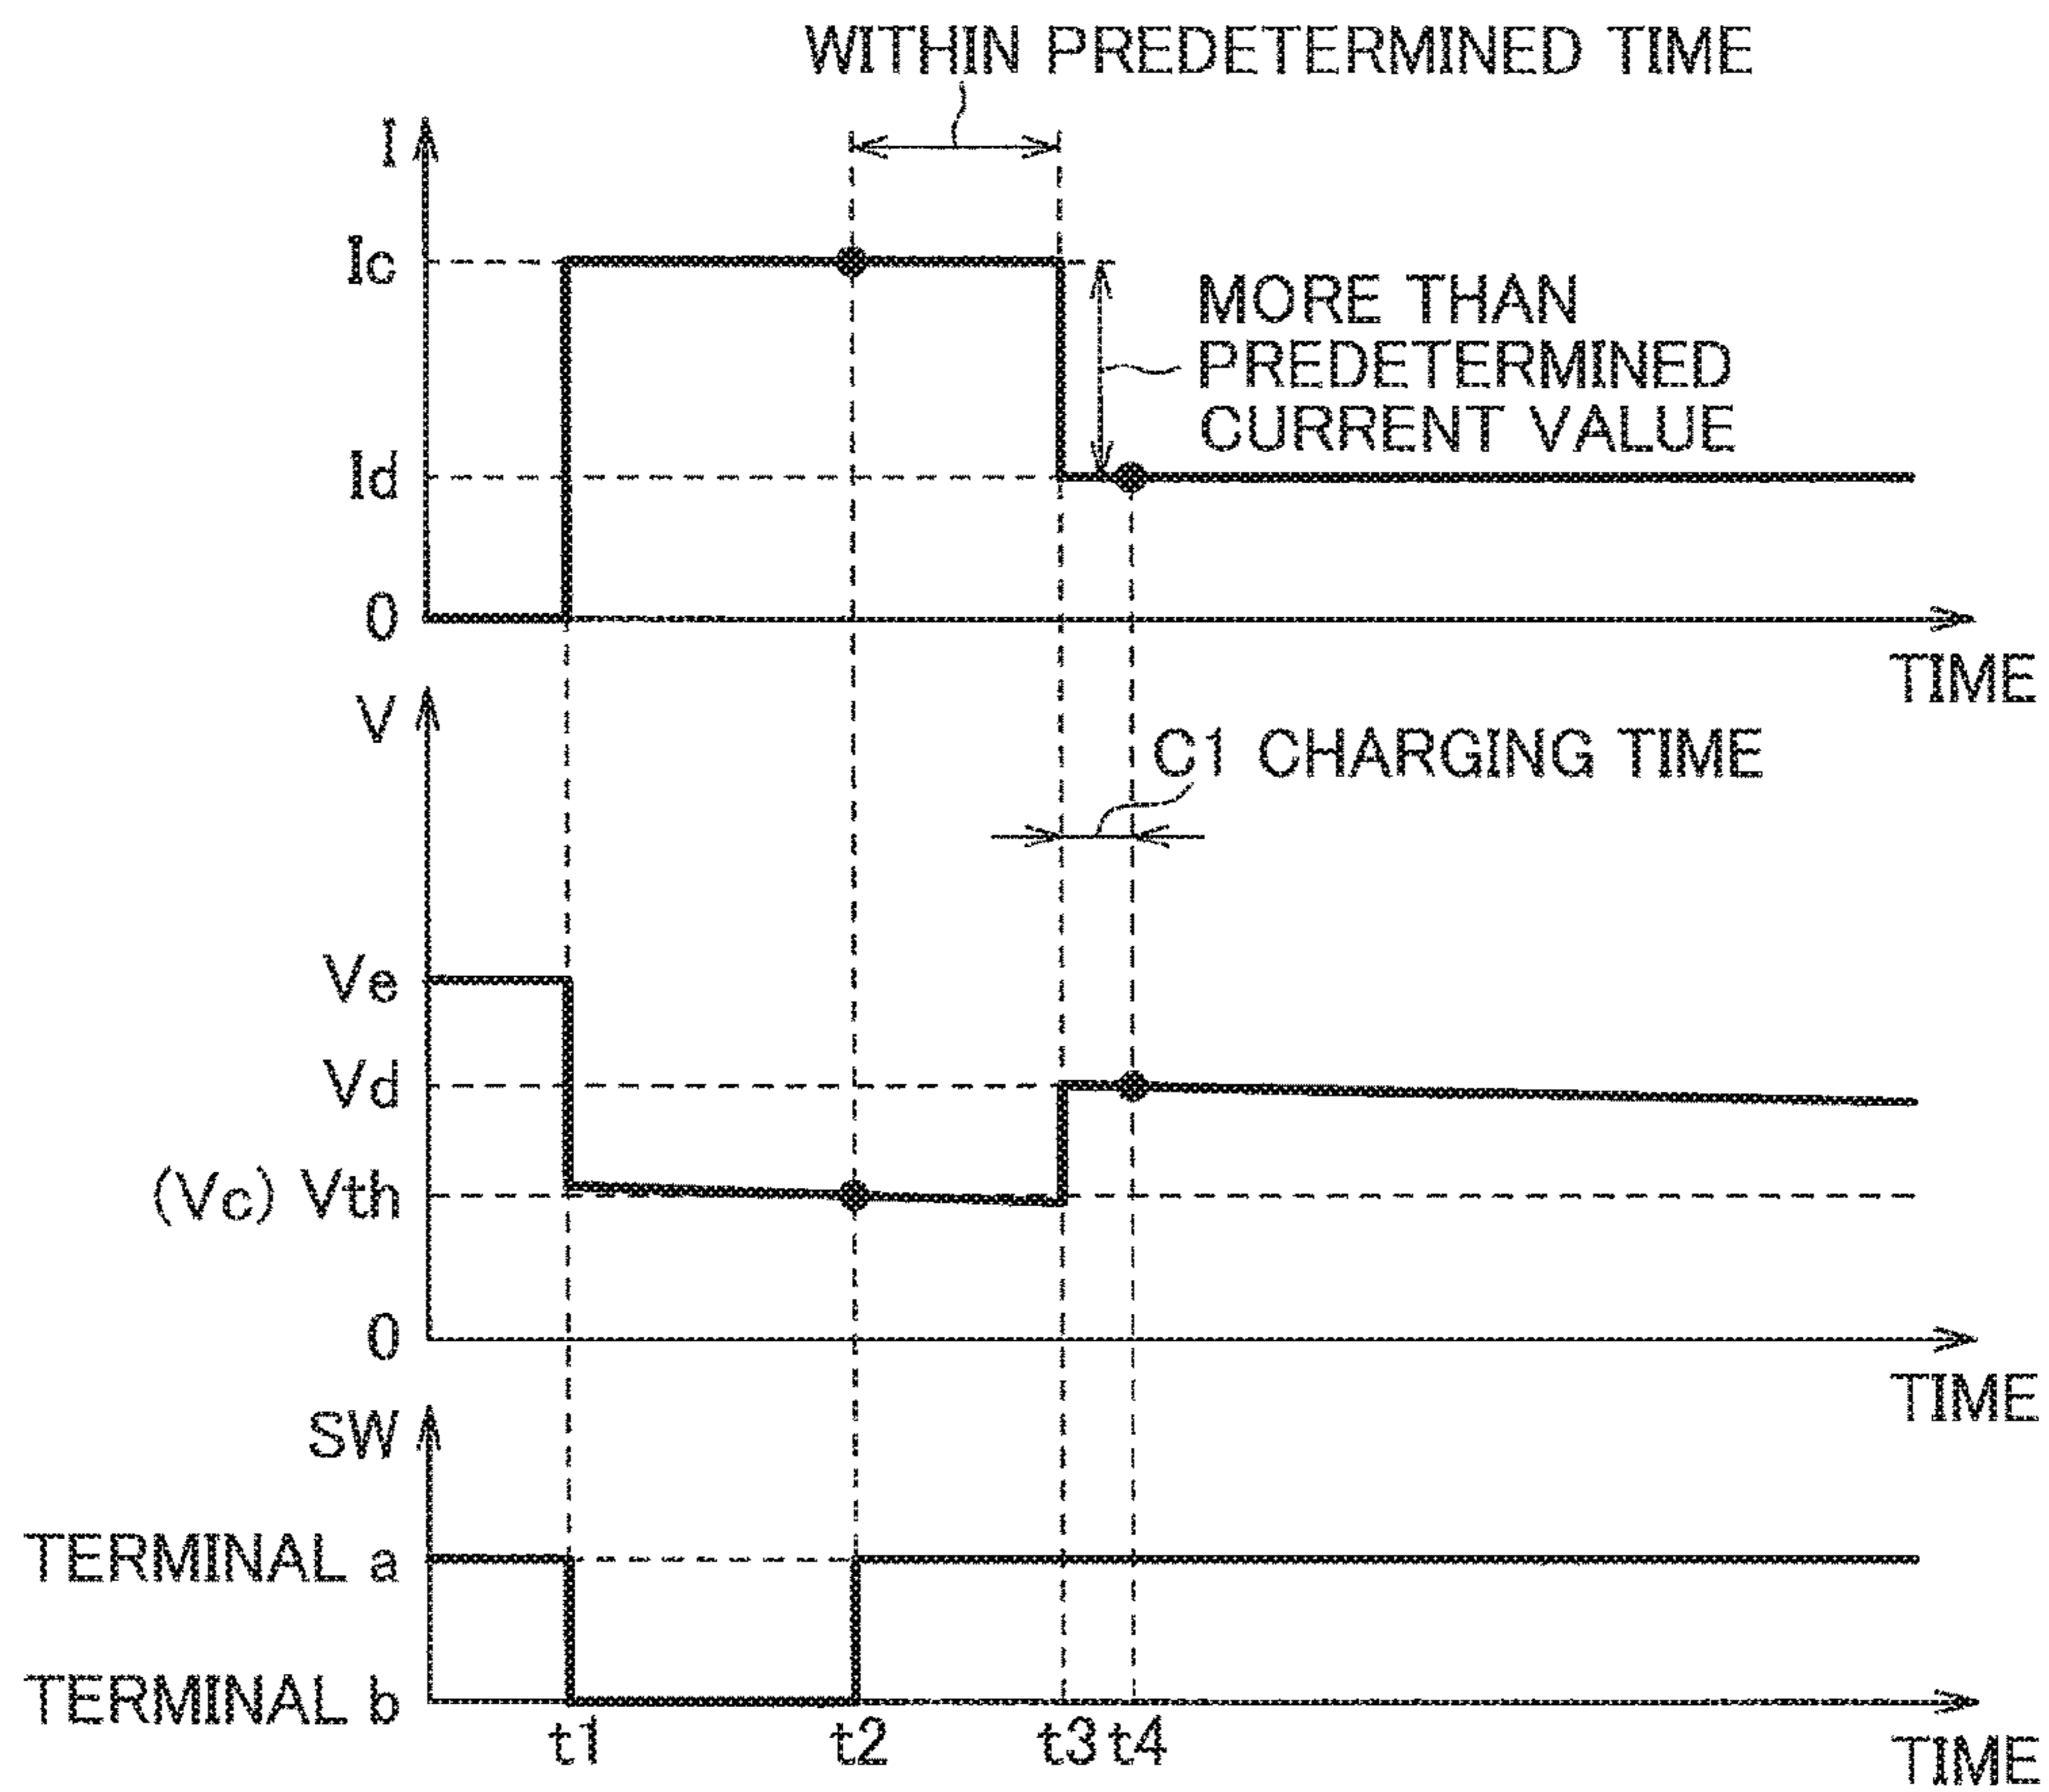 WITHIN PREDETERMINED TIME
I
Ic
MORE THAN
PREDETERMINED
CURRENT VALUE
Id
0
TIME
V
C1 CHARGING TIME
Ve
Vd
(Vc) Vth
0
TIME
SW
TERMINAL a
TERMINAL b
t1 t2 t3 t4
TIME